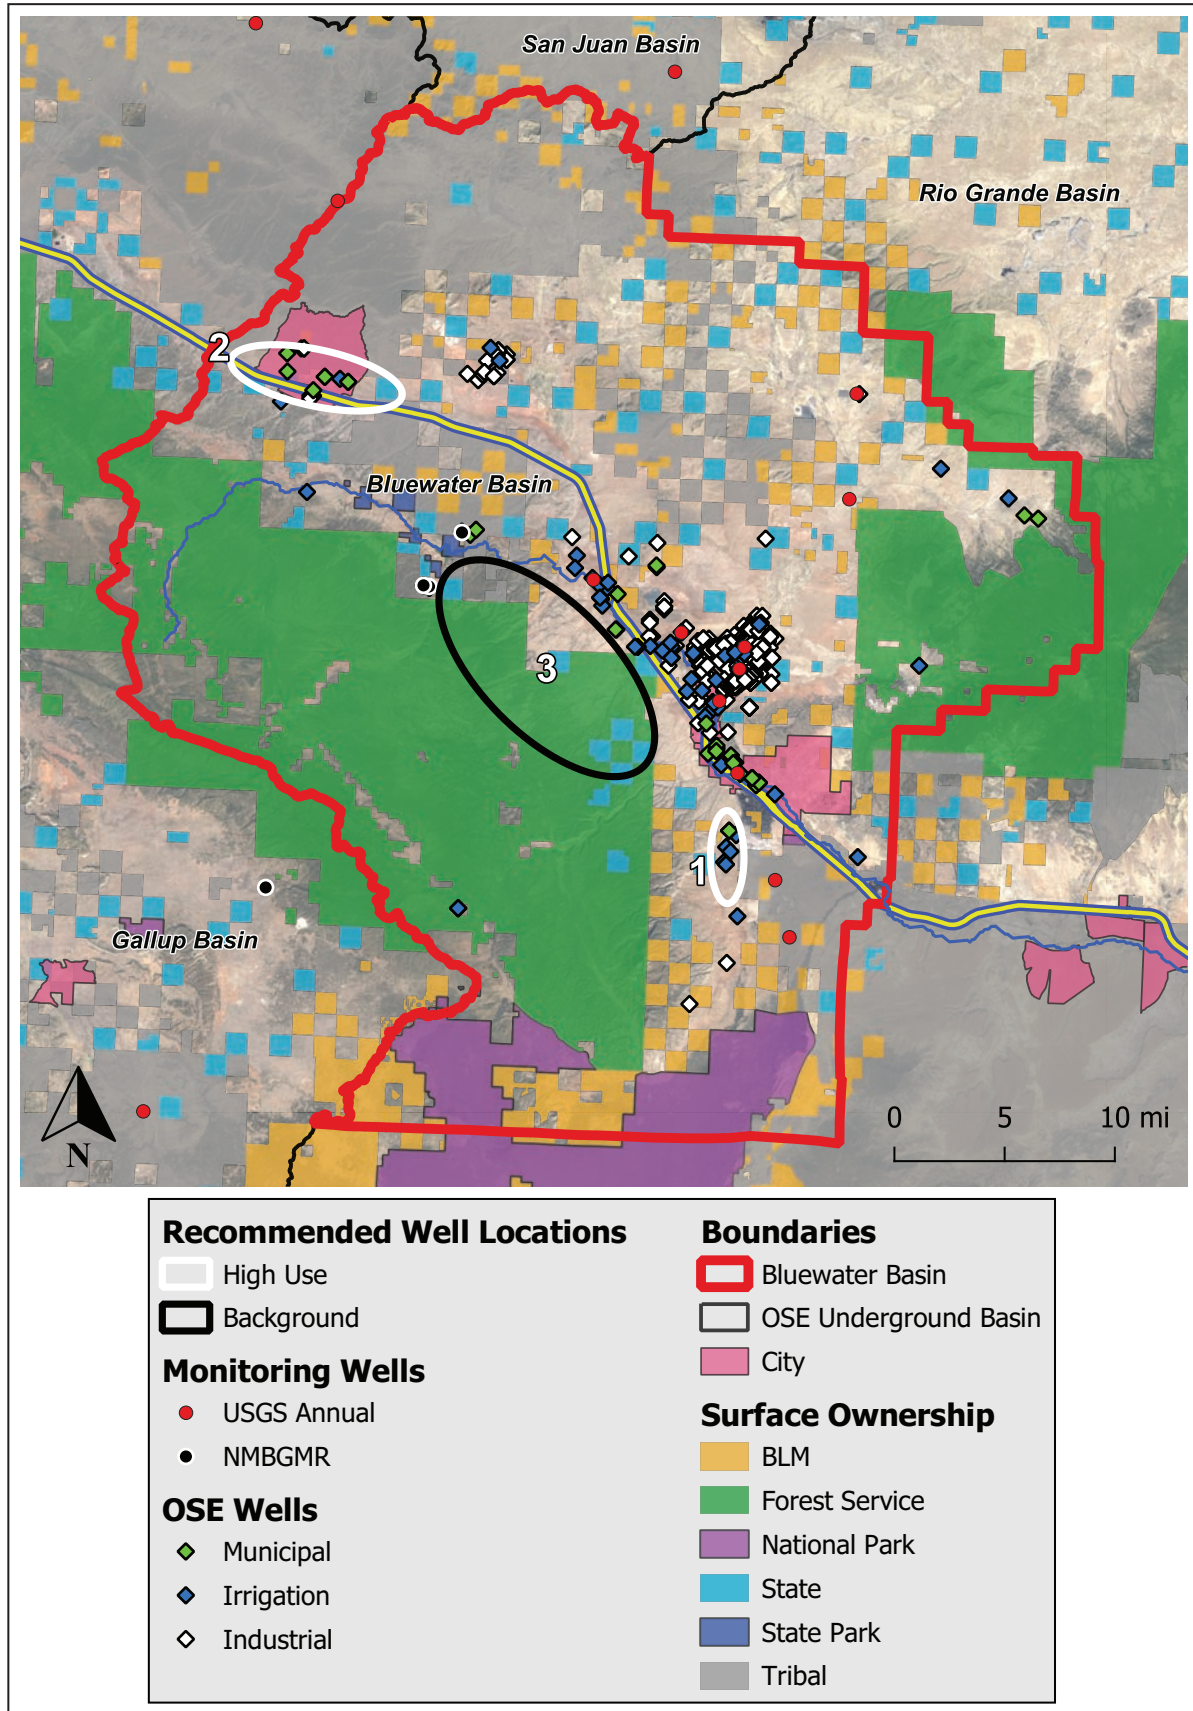 San Juan Basin
Rio Grande Basin
2
Bluewater Basin
3
1
Gallup Basin
N
0 5 10 mi
Recommended Well Locations
High Use
Background
Monitoring Wells
USGS Annual
NMBGMR
OSE Wells
Municipal
Irrigation
Industrial
Boundaries
Bluewater Basin
OSE Underground Basin
City
Surface Ownership
BLM
Forest Service
National Park
State
State Park
Tribal